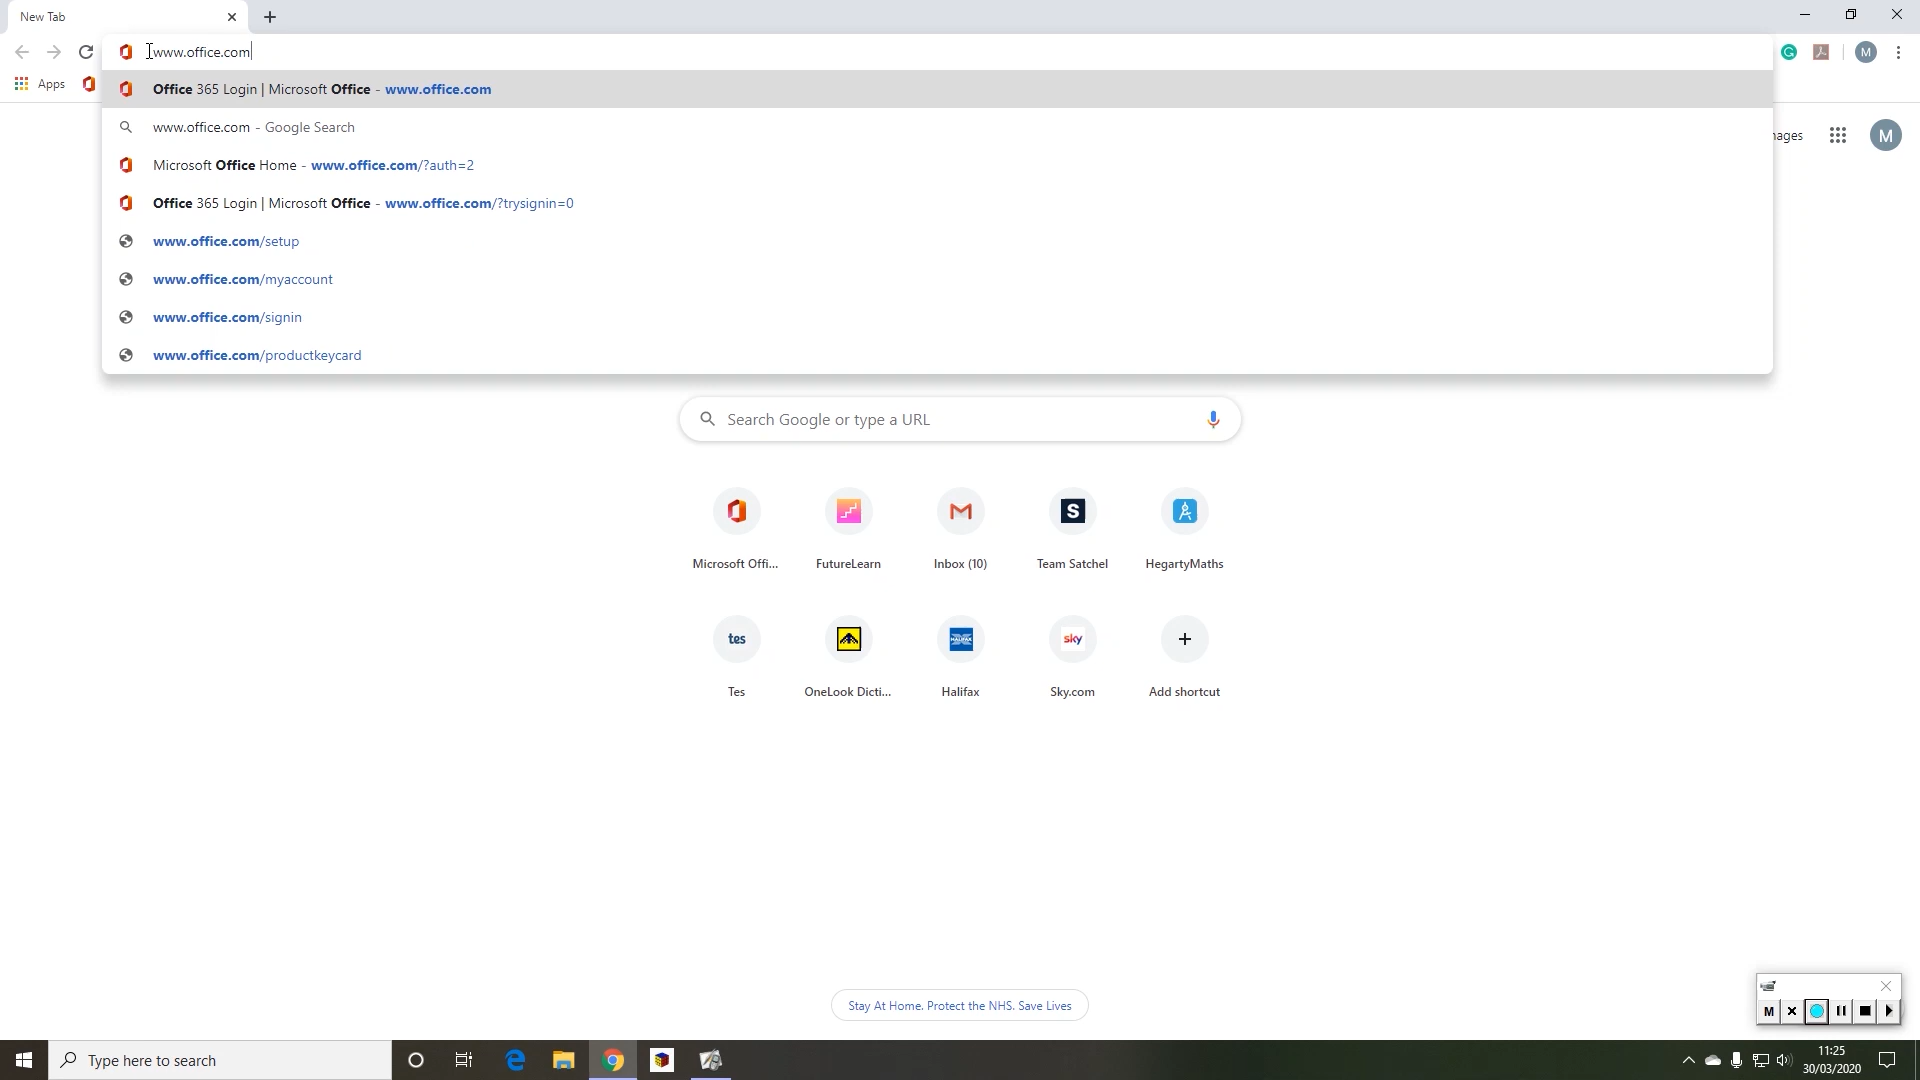 New Tab
www.office.com
Apps
Office 365 Login | Microsoft Office - www.office.com
www.office.com - Google Search
Microsoft Office Home - www.office.com/?auth=2
Office 365 Login | Microsoft Office - www.office.com/?trysignin=0
www.office.com/setup
www.office.com/myaccount
www.office.com/signin
www.office.com/productkeycard
M
mages
M
Search Google or type a URL
Microsoft Offi...
FutureLearn
Inbox (10)
S
Team Satchel
HegartyMaths
tes
Tes
OneLook Dicti...
HALIFAX
Halifax
sky
Sky.com
Add shortcut
Stay At Home. Protect the NHS. Save Lives
M
Type here to search
11:25
30/03/2020